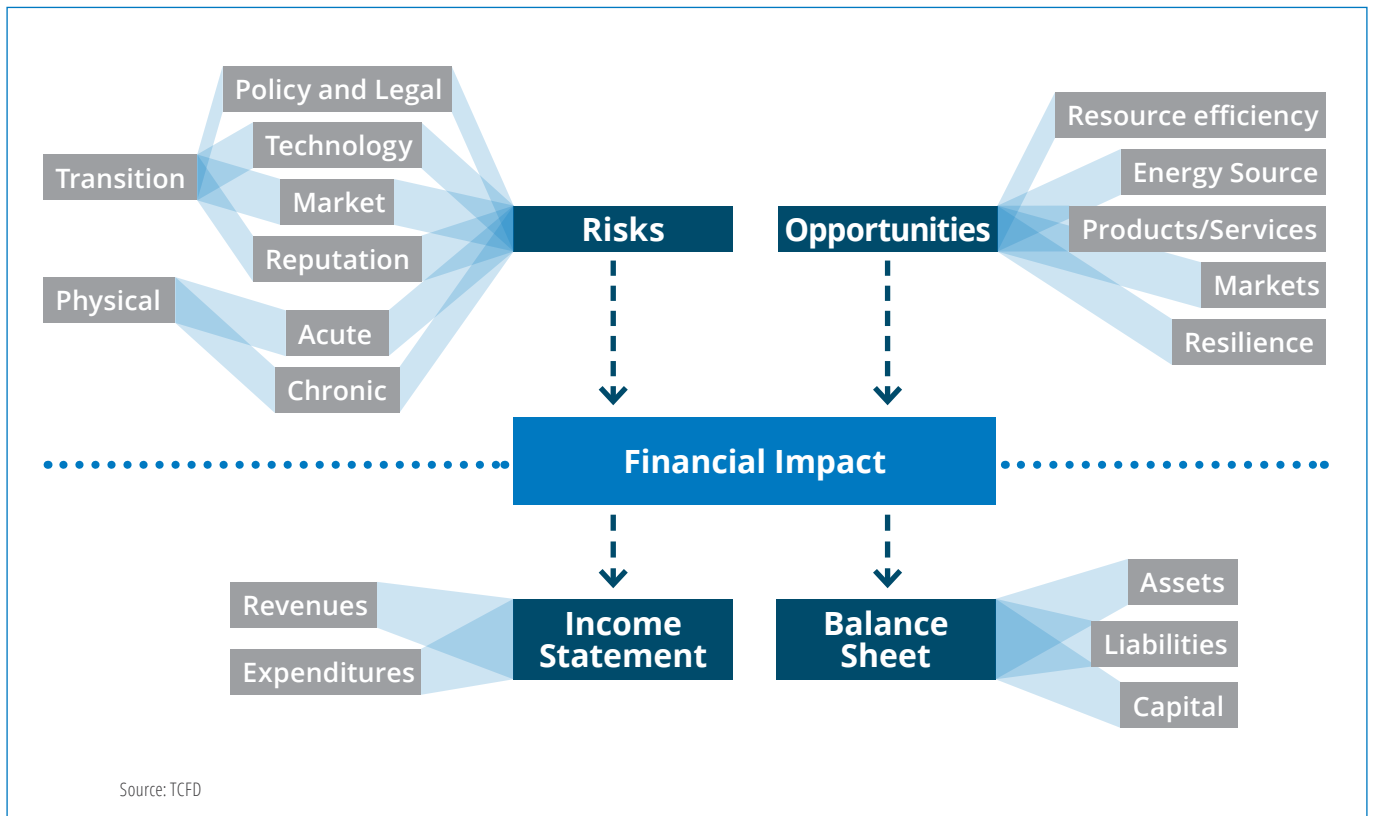 Policy and Legal
Technology
Transition
Market
Reputation
Physical
Acute
Chronic
Risks
Opportunities
Resource efficiency
Energy Source
Products/Services
Markets
Resilience
Financial Impact
Revenues
Expenditures
Income
Statement
Balance
Sheet
Assets
Liabilities
Capital
Source: TCFD